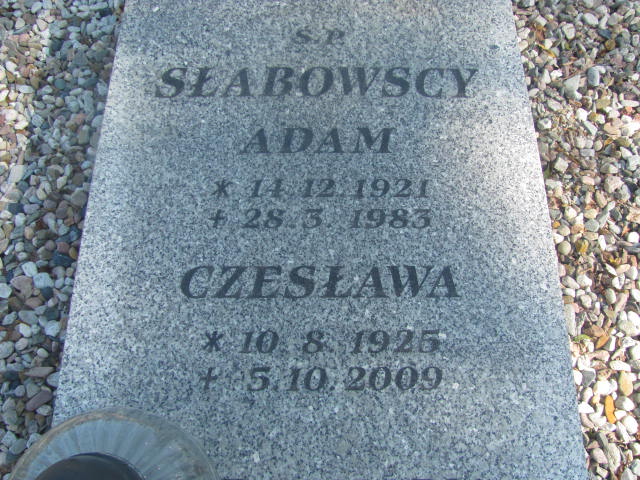 Ś.P.
SŁABOWSCY
ADAM
* 14.12.1921
+ 28.3.1983
CZESŁAWA
* 10.8.1925
+ 5.10.2009